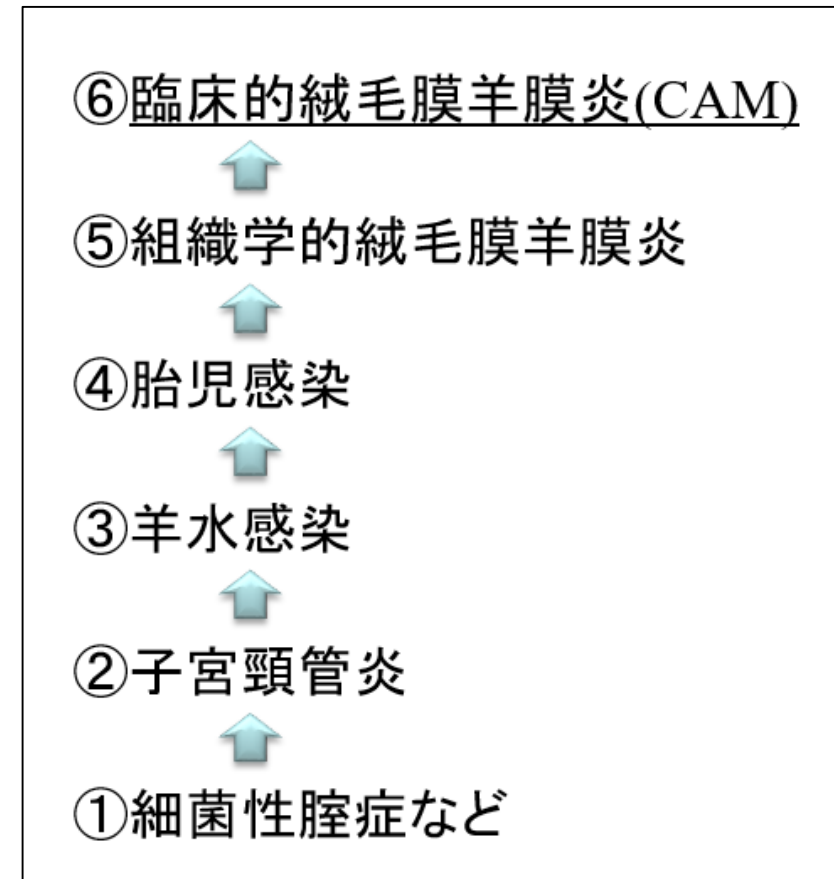 ⑥臨床的絨毛膜羊膜炎(CAM)
⑤組織学的絨毛膜羊膜炎
④胎児感染
③羊水感染
②子宮頸管炎
①細菌性腟症など